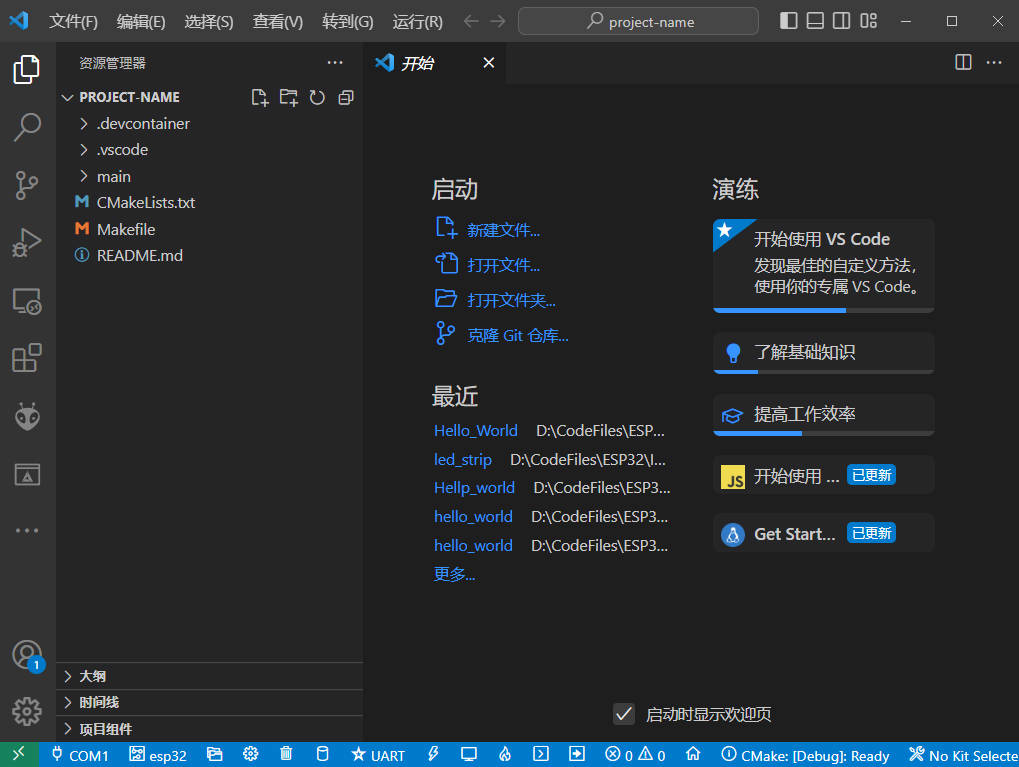 文件(F) 编辑(E) 选择(S) 查看(V) 转到(G) 运行(R) project-name
资源管理器
PROJECT-NAME
.devcontainer
.vscode
main
CMakeLists.txt
Makefile
README.md
大纲
时间线
项目组件
开始
启动
新建文件...
打开文件...
打开文件夹...
克隆 Git 仓库...
最近
Hello_World D:\CodeFiles\ESP...
led_strip D:\CodeFiles\ESP32\I...
Hellp_world D:\CodeFiles\ESP3...
hello_world D:\CodeFiles\ESP3...
hello_world D:\CodeFiles\ESP3...
更多...
演练
开始使用 VS Code
发现最佳的自定义方法，
使用你的专属 VS Code。
了解基础知识
提高工作效率
JS 开始使用 ... 已更新
Get Start... 已更新
启动时显示欢迎页
1
COM1 esp32 UART 0 0 CMake: [Debug]: Ready No Kit Selecte